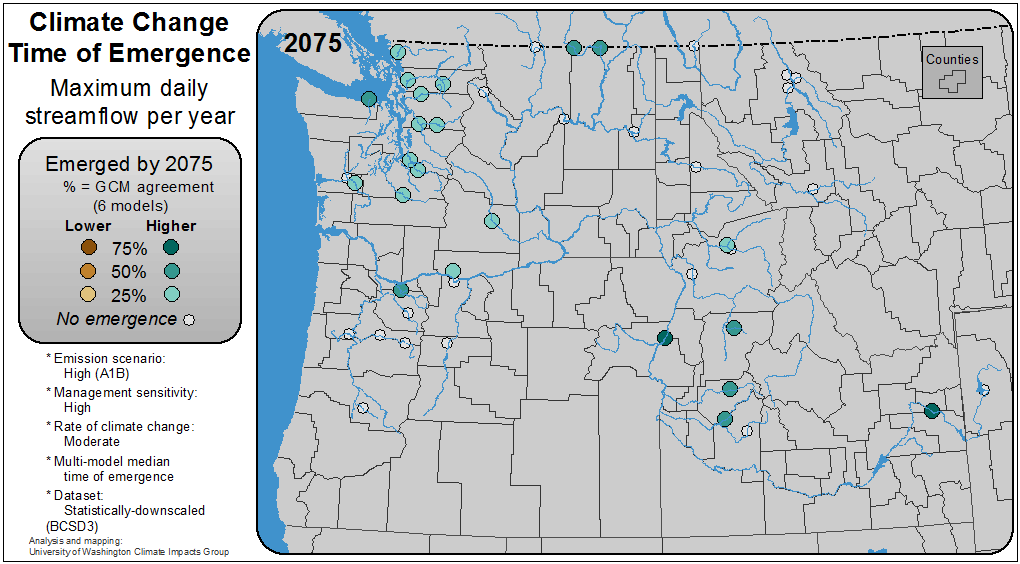 Climate Change
Time of Emergence
Maximum daily
streamflow per year
Emerged by 2075
% = GCM agreement
(6 models)
Lower Higher
75%
50%
25%
No emergence
* Emission scenario:
High (A1B)
* Management sensitivity:
High
* Rate of climate change:
Moderate
* Multi-model median
time of emergence
* Dataset:
Statistically-downscaled
(BCSD3)
Analysis and mapping:
University of Washington Climate Impacts Group
2075
Counties